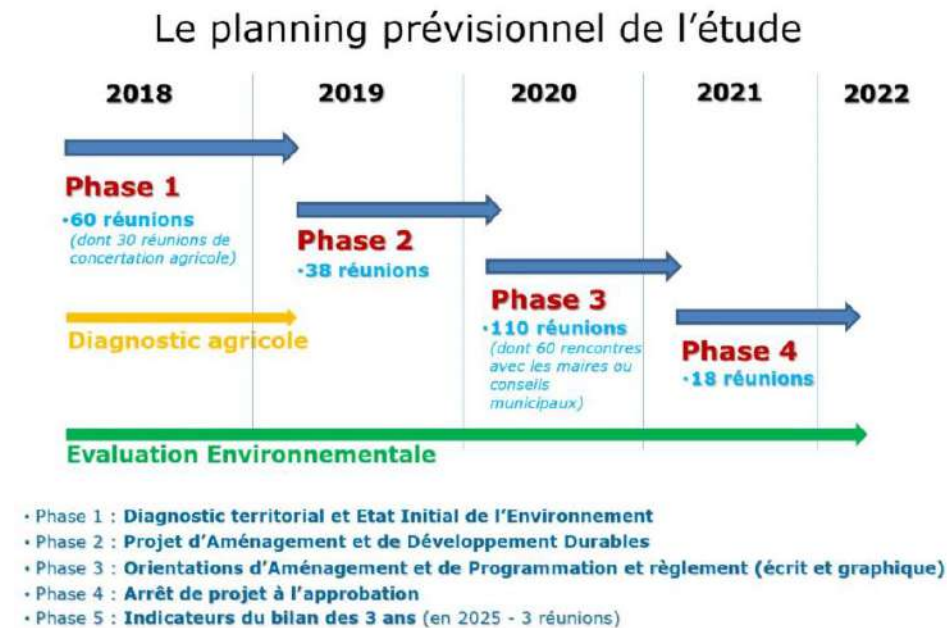 Le planning prévisionnel de l'étude
2018 2019 2020 2021 2022
Phase 1
•60 réunions
(dont 30 réunions de
concertation agricole)
Phase 2
•38 réunions
Phase 3
•110 réunions
(dont 60 rencontres
avec les maires ou
conseils
municipaux)
Phase 4
•18 réunions
Diagnostic agricole
Evaluation Environnementale
• Phase 1 : Diagnostic territorial et Etat Initial de l'Environnement
• Phase 2 : Projet d'Aménagement et de Développement Durables
• Phase 3 : Orientations d'Aménagement et de Programmation et règlement (écrit et graphique)
• Phase 4 : Arrêt de projet à l'approbation
• Phase 5 : Indicateurs du bilan des 3 ans (en 2025 - 3 réunions)